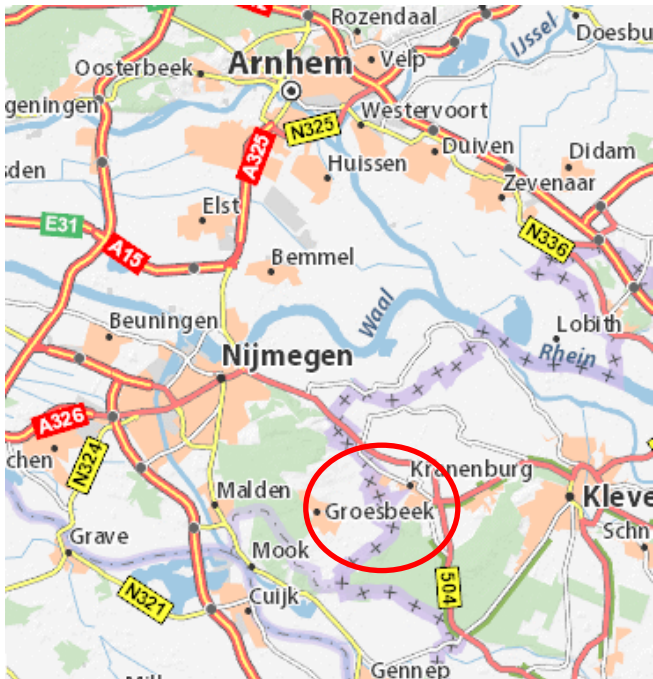 Rozendaal
IJssel
Doesbu
Oosterbeek
Arnhem
Velp
geningen
Westervoort
N325
A325
Duiven
Didam
Huissen
sden
Zevenaar
Elst
E31
A15
N336
Bemmel
Waal
Beuningen
Lobith
Rhein
Nijmegen
A326
N324
chen
Kranenburg
Malden
Groesbeek
Kleve
Schn
Grave
Mook
504
N321
Cuijk
Gennep